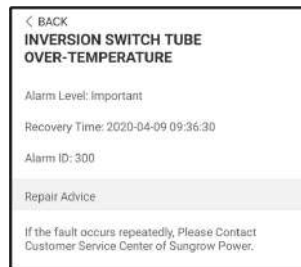 < BACK
INVERSION SWITCH TUBE
OVER-TEMPERATURE
Alarm Level: Important
Recovery Time: 2020-04-09 09:36:30
Alarm ID: 300
Repair Advice
If the fault occurs repeatedly, Please Contact
Customer Service Center of Sungrow Power.